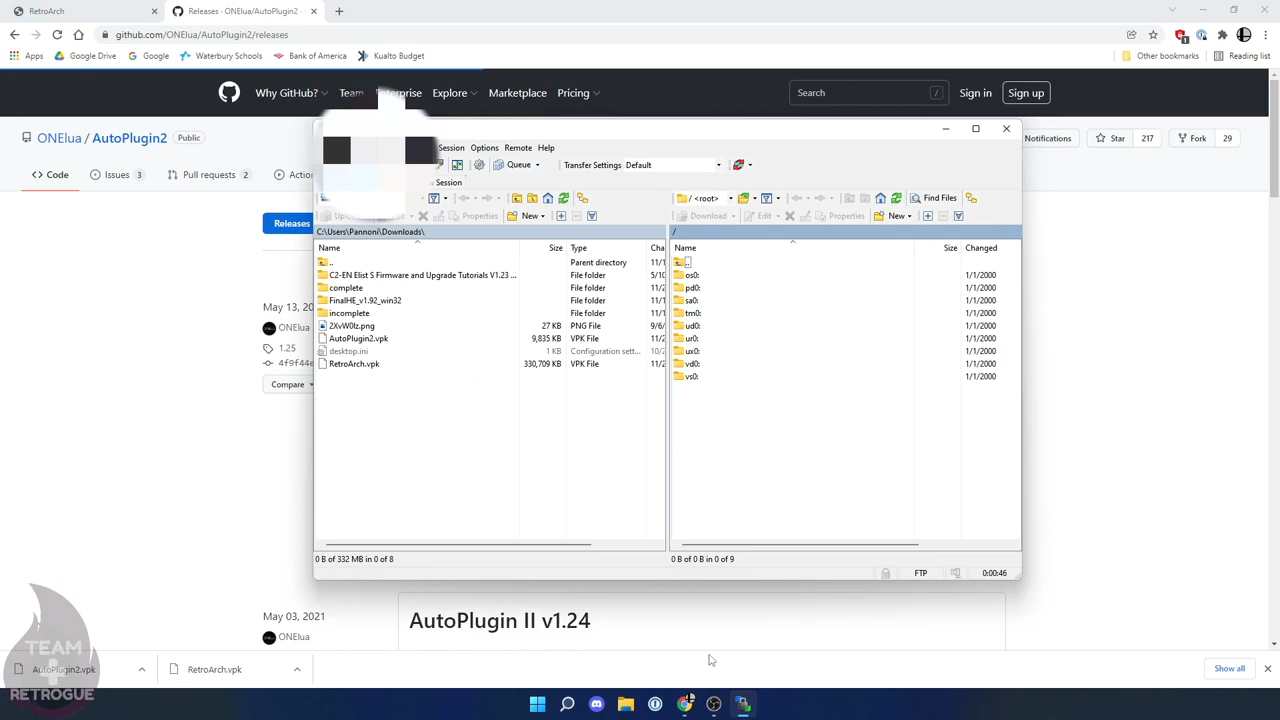 RetroArch
Releases · ONElua/AutoPlugin2
github.com/ONElua/AutoPlugin2/releases
Apps
Google Drive
Google
Waterbury Schools
Bank of America
Kualto Budget
Other bookmarks
Reading list
Why GitHub?
Team
Enterprise
Explore
Marketplace
Pricing
Search
/
Sign in
Sign up
ONElua / AutoPlugin2
Public
Notifications
Star
217
Fork
29
Code
Issues
3
Pull requests
2
Releases
May 13, 20
ONElua
1.25
4f9f44e
Compare
Session
Options
Remote
Help
Queue
Transfer Settings
Default
Session
/ <root>
Find Files
Properties
New
Download
Edit
Properties
New
C:\Users\Pannoni\Downloads\
/
Name
Size
Type
Name
Size
Changed
..
Parent directory
..
C2-EN Elist S Firmware and Upgrade Tutorials V1.23 ...
File folder
os0:
1/1/2000
complete
File folder
pd0:
1/1/2000
FinalHE_v1.92_win32
File folder
sa0:
1/1/2000
incomplete
File folder
tm0:
1/1/2000
2XvW0lz.png
27 KB
PNG File
ud0:
1/1/2000
AutoPlugin2.vpk
9,835 KB
VPK File
ur0:
1/1/2000
desktop.ini
1 KB
Configuration sett...
ux0:
1/1/2000
RetroArch.vpk
330,709 KB
VPK File
vd0:
1/1/2000
vs0:
1/1/2000
0 B of 332 MB in 0 of 8
0 B of 0 B in 0 of 9
FTP
0:00:46
May 03, 2021
ONElua
AutoPlugin II v1.24
AutoPlugin2.vpk
RetroArch.vpk
Show all
TEAM
RETROGUE